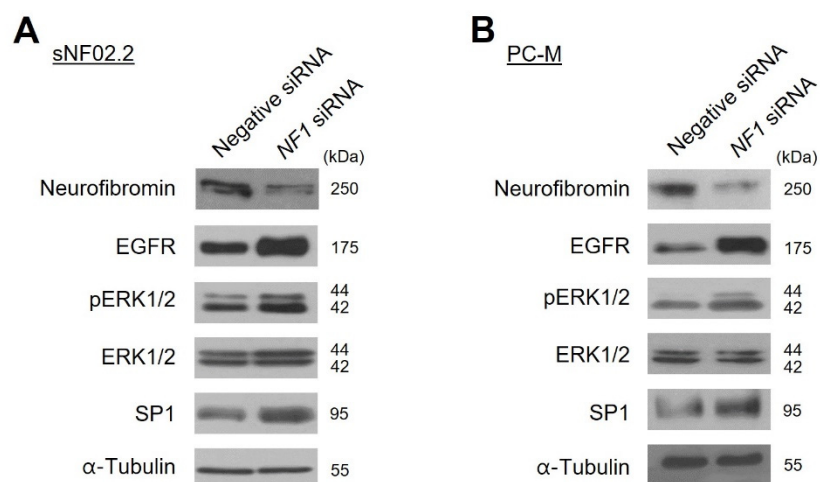 A
sNF02.2
Negative siRNA
NF1 siRNA
(kDa)
Neurofibromin 250
EGFR 175
pERK1/2 44
42
ERK1/2 44
42
SP1 95
α-Tubulin 55
B
PC-M
Negative siRNA
NF1 siRNA
(kDa)
Neurofibromin 250
EGFR 175
pERK1/2 44
42
ERK1/2 44
42
SP1 95
α-Tubulin 55